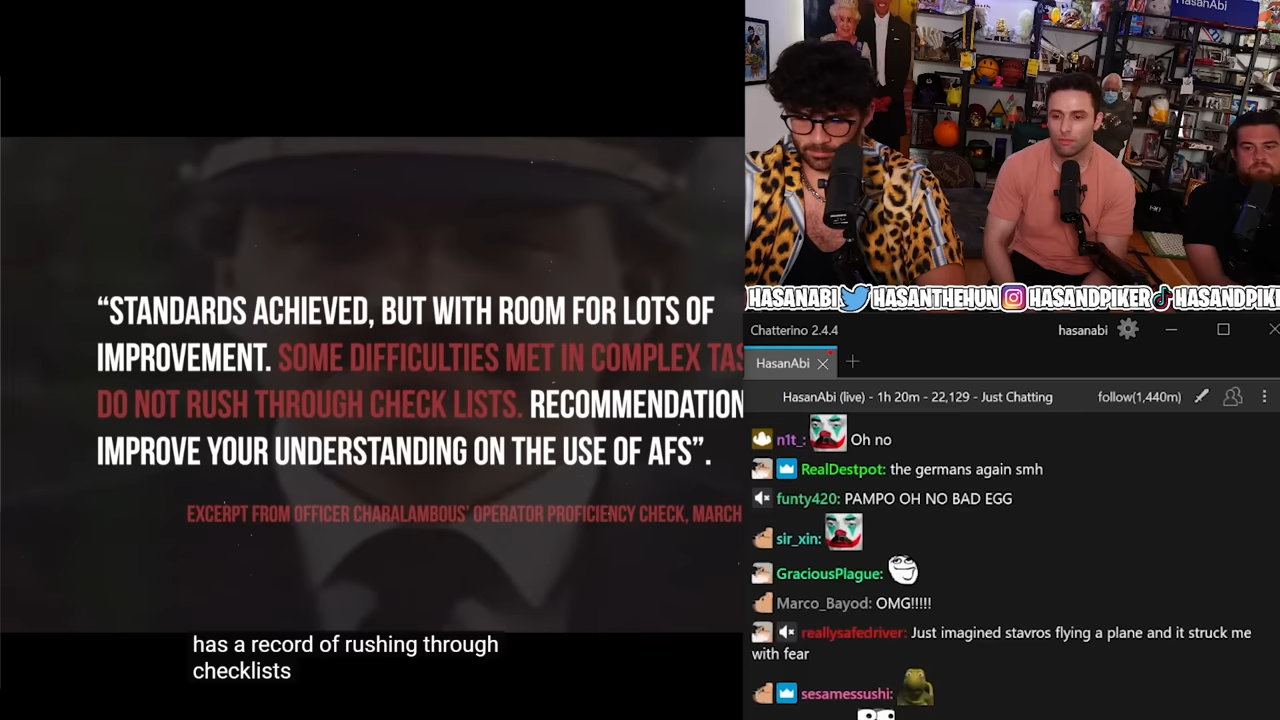 “STANDARDS ACHIEVED, BUT WITH ROOM FOR LOTS OF
IMPROVEMENT. SOME DIFFICULTIES MET IN COMPLEX TAS
DO NOT RUSH THROUGH CHECK LISTS. RECOMMENDATION
IMPROVE YOUR UNDERSTANDING ON THE USE OF AFS”.
EXCERPT FROM OFFICER CHARALAMBOUS’ OPERATOR PROFICIENCY CHECK, MARCH
has a record of rushing through
checklists
HasanAbi
HASANABI HASANTHEHUN HASANDPIKER HASANDPIK
Chatterino 2.4.4
hasanabi
HasanAbi
HasanAbi (live) - 1h 20m - 22,129 - Just Chatting
follow(1,440m)
n1t_: Oh no
RealDestpot: the germans again smh
funty420: PAMPO OH NO BAD EGG
sir_xin:
GraciousPlague:
Marco_Bayod: OMG!!!!!
reallysafedriver: Just imagined stavros flying a plane and it struck me
with fear
sesamessushi: